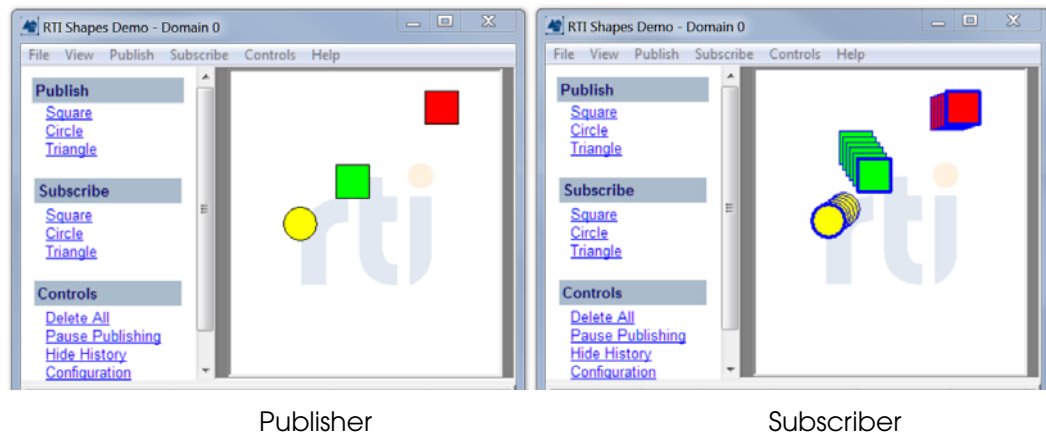 RTI Shapes Demo - Domain 0
File View Publish Subscribe Controls Help
Publish
Square
Circle
Triangle
Subscribe
Square
Circle
Triangle
Controls
Delete All
Pause Publishing
Hide History
Configuration
rti
Publisher
RTI Shapes Demo - Domain 0
File View Publish Subscribe Controls Help
Publish
Square
Circle
Triangle
Subscribe
Square
Circle
Triangle
Controls
Delete All
Pause Publishing
Hide History
Configuration
rti
Subscriber